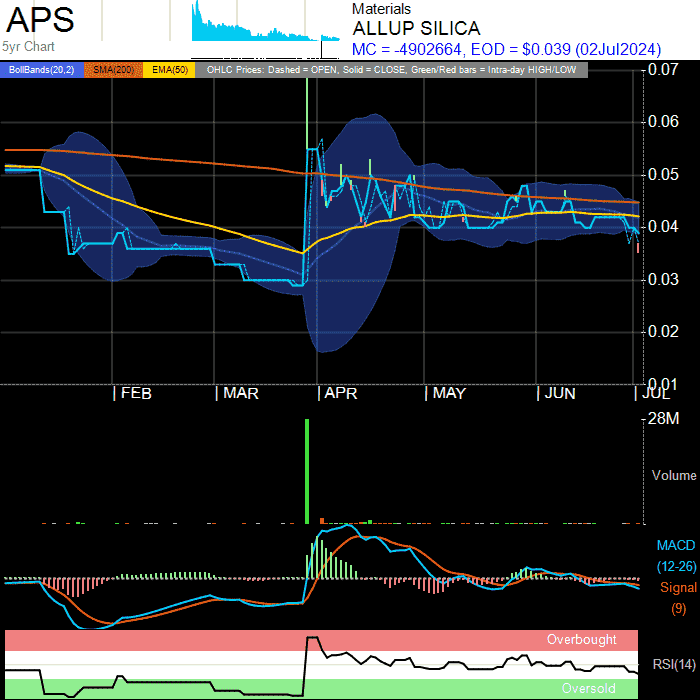 APS
5yr Chart
Materials
ALLUP SILICA
MC = -4902664, EOD = $0.039 (02Jul2024)
BollBands(20,2) SMA(200) EMA(50) OHLC Prices: Dashed = OPEN, Solid = CLOSE, Green/Red bars = Intra-day HIGH/LOW
0.07
0.06
0.05
0.04
0.03
0.02
0.01
FEB MAR APR MAY JUN JUL
28M
Volume
MACD
(12-26)
Signal
(9)
Overbought
RSI(14)
Oversold